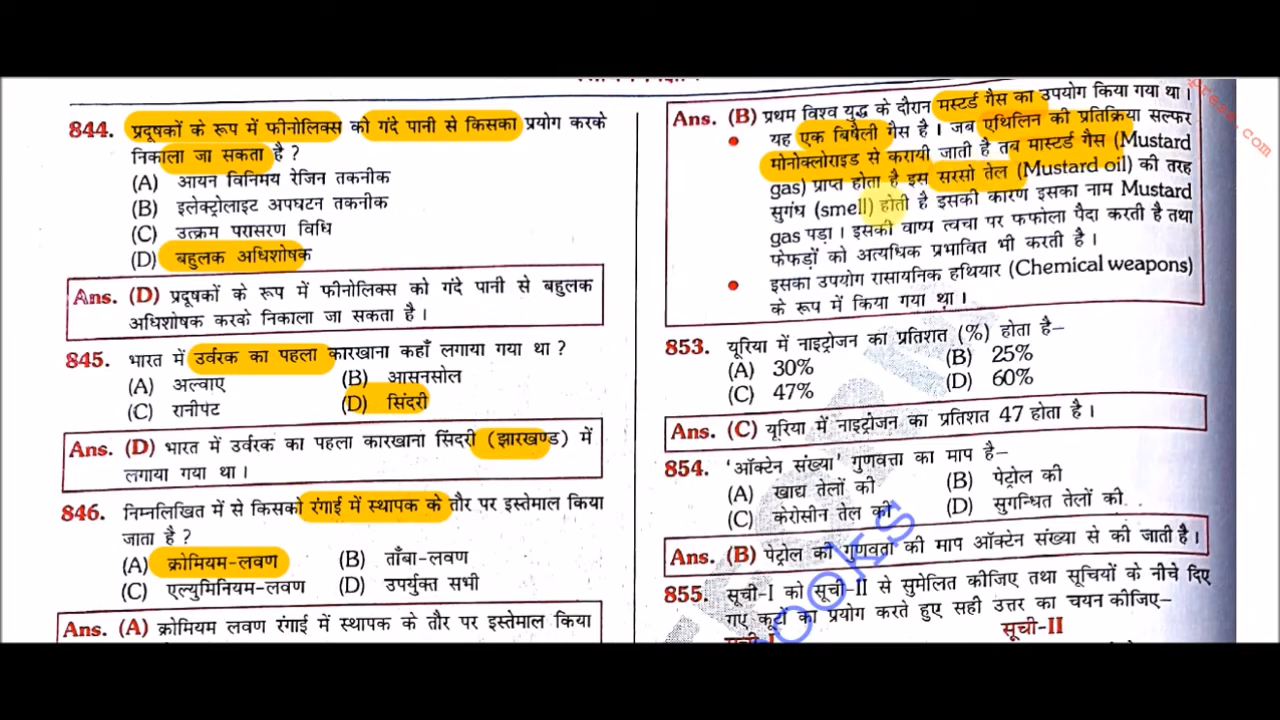 844. प्रदूषकों के रूप में फीनोलिक्स को गंदे पानी से किसका प्रयोग करके
निकाला जा सकता है ?
(A) आयन विनिमय रेजिन तकनीक
(B) इलेक्ट्रोलाइट अपघटन तकनीक
(C) उत्क्रम परासरण विधि
(D) बहुलक अधिशोषक
Ans. (D) प्रदूषकों के रूप में फीनोलिक्स को गंदे पानी से बहुलक
अधिशोषक करके निकाला जा सकता है ।
845. भारत में उर्वरक का पहला कारखाना कहाँ लगाया गया था ?
(A) अल्वाए (B) आसनसोल
(C) रानीपेट (D) सिंदरी
Ans. (D) भारत में उर्वरक का पहला कारखाना सिंदरी (झारखण्ड) में
लगाया गया था ।
846. निम्नलिखित में से किसको रंगाई में स्थापक के तौर पर इस्तेमाल किया
जाता है ?
(A) क्रोमियम-लवण (B) ताँबा-लवण
(C) एल्युमिनियम-लवण (D) उपर्युक्त सभी
Ans. (A) क्रोमियम लवण रंगाई में स्थापक के तौर पर इस्तेमाल किया
Ans. (B) प्रथम विश्व युद्ध के दौरान मस्टर्ड गैस का उपयोग किया गया था ।
• यह एक विषैली गैस है । जब एथिलिन की प्रतिक्रिया सल्फर
मोनोक्लोराइड से करायी जाती है तब मास्टर्ड गैस (Mustard
gas) प्राप्त होता है इस सरसो तेल (Mustard oil) की तरह
सुगंध (smell) होती है इसकी कारण इसका नाम Mustard
gas पड़ा । इसकी वाष्प त्वचा पर फफोला पैदा करती है तथा
फेफड़ों को अत्यधिक प्रभावित भी करती है ।
• इसका उपयोग रासायनिक हथियार (Chemical weapons)
के रूप में किया गया था ।
853. यूरिया में नाइट्रोजन का प्रतिशत (%) होता है–
(A) 30% (B) 25%
(C) 47% (D) 60%
Ans. (C) यूरिया में नाइट्रोजन का प्रतिशत 47 होता है ।
854. 'ऑक्टेन संख्या' गुणवत्ता का माप है–
(A) खाद्य तेलों की (B) पेट्रोल की
(C) केरोसीन तेल की (D) सुगन्धित तेलों की
Ans. (B) पेट्रोल की गुणवता की माप ऑक्टेन संख्या से की जाती है ।
855. सूची-I को सूची-II से सुमेलित कीजिए तथा सूचियों के नीचे दिए
गए कूटों का प्रयोग करते हुए सही उत्तर का चयन कीजिए–
सूची-I सूची-II